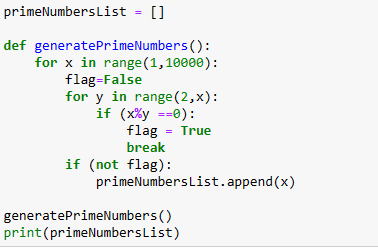 primeNumbersList = []

def generatePrimeNumbers():
    for x in range(1,10000):
        flag=False
        for y in range(2,x):
            if (x%y ==0):
                flag = True
                break
        if (not flag):
            primeNumbersList.append(x)

generatePrimeNumbers()
print(primeNumbersList)